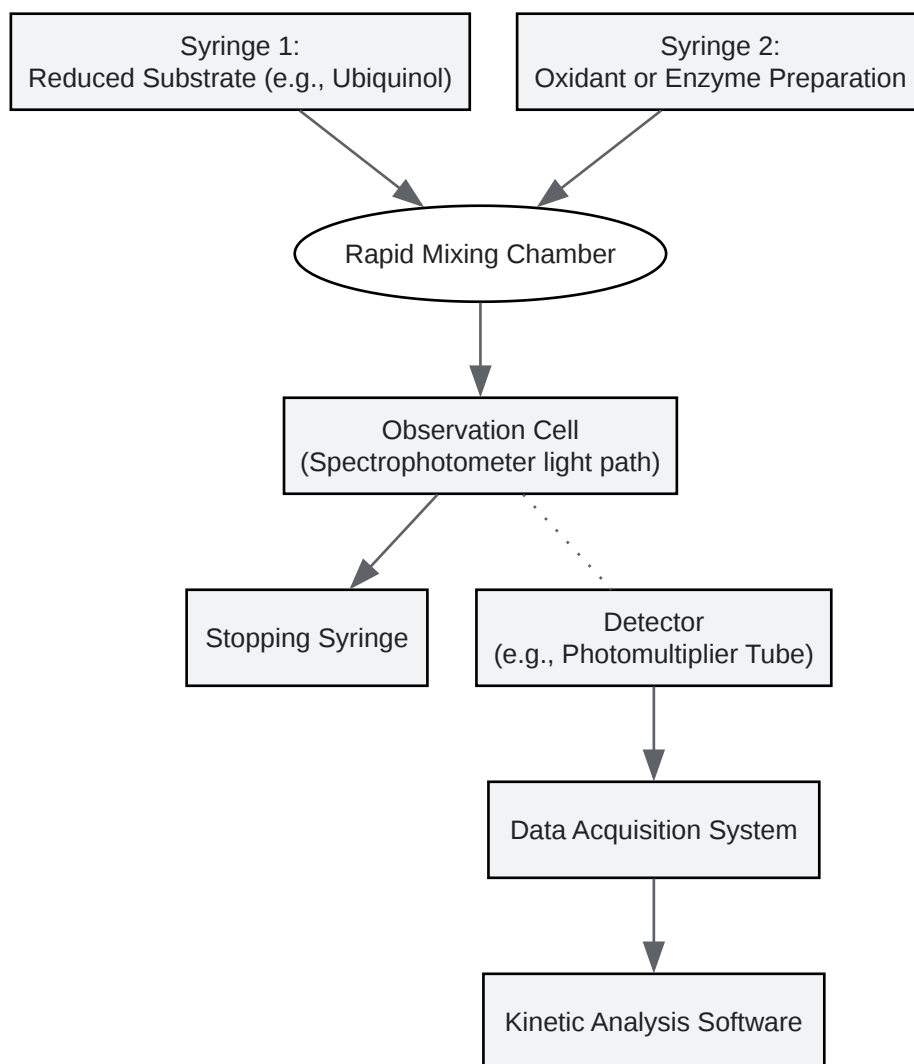 Syringe 1:
Reduced Substrate (e.g., Ubiquinol)
Syringe 2:
Oxidant or Enzyme Preparation
Rapid Mixing Chamber
Observation Cell
(Spectrophotometer light path)
Stopping Syringe
Detector
(e.g., Photomultiplier Tube)
Data Acquisition System
Kinetic Analysis Software